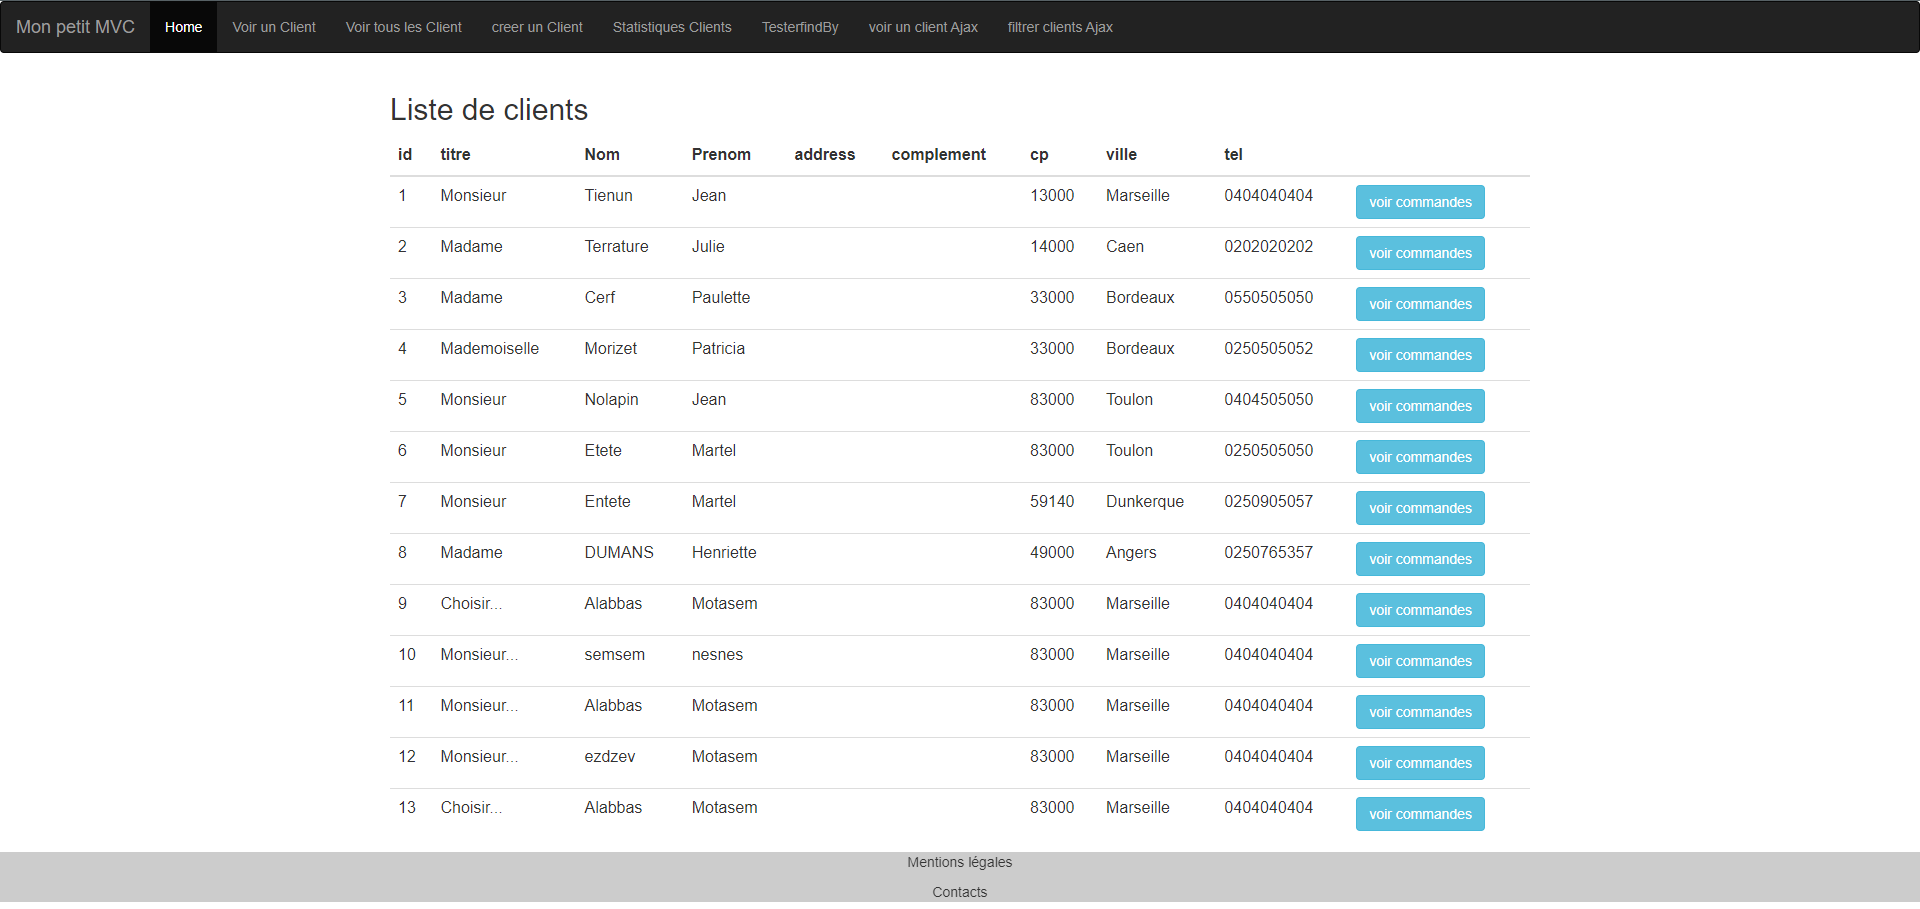 Mon petit MVC Home Voir un Client Voir tous les Client creer un Client Statistiques Clients TesterfindBy voir un client Ajax filtrer clients Ajax
Liste de clients
id titre Nom Prenom address complement cp ville tel
1 Monsieur Tienun Jean 13000 Marseille 0404040404 voir commandes
2 Madame Terrature Julie 14000 Caen 0202020202 voir commandes
3 Madame Cerf Paulette 33000 Bordeaux 0550505050 voir commandes
4 Mademoiselle Morizet Patricia 33000 Bordeaux 0250505052 voir commandes
5 Monsieur Nolapin Jean 83000 Toulon 0404505050 voir commandes
6 Monsieur Etete Martel 83000 Toulon 0250505050 voir commandes
7 Monsieur Entete Martel 59140 Dunkerque 0250905057 voir commandes
8 Madame DUMANS Henriette 49000 Angers 0250765357 voir commandes
9 Choisir... Alabbas Motasem 83000 Marseille 0404040404 voir commandes
10 Monsieur... semsem nesnes 83000 Marseille 0404040404 voir commandes
11 Monsieur... Alabbas Motasem 83000 Marseille 0404040404 voir commandes
12 Monsieur... ezdzev Motasem 83000 Marseille 0404040404 voir commandes
13 Choisir... Alabbas Motasem 83000 Marseille 0404040404 voir commandes
Mentions légales
Contacts